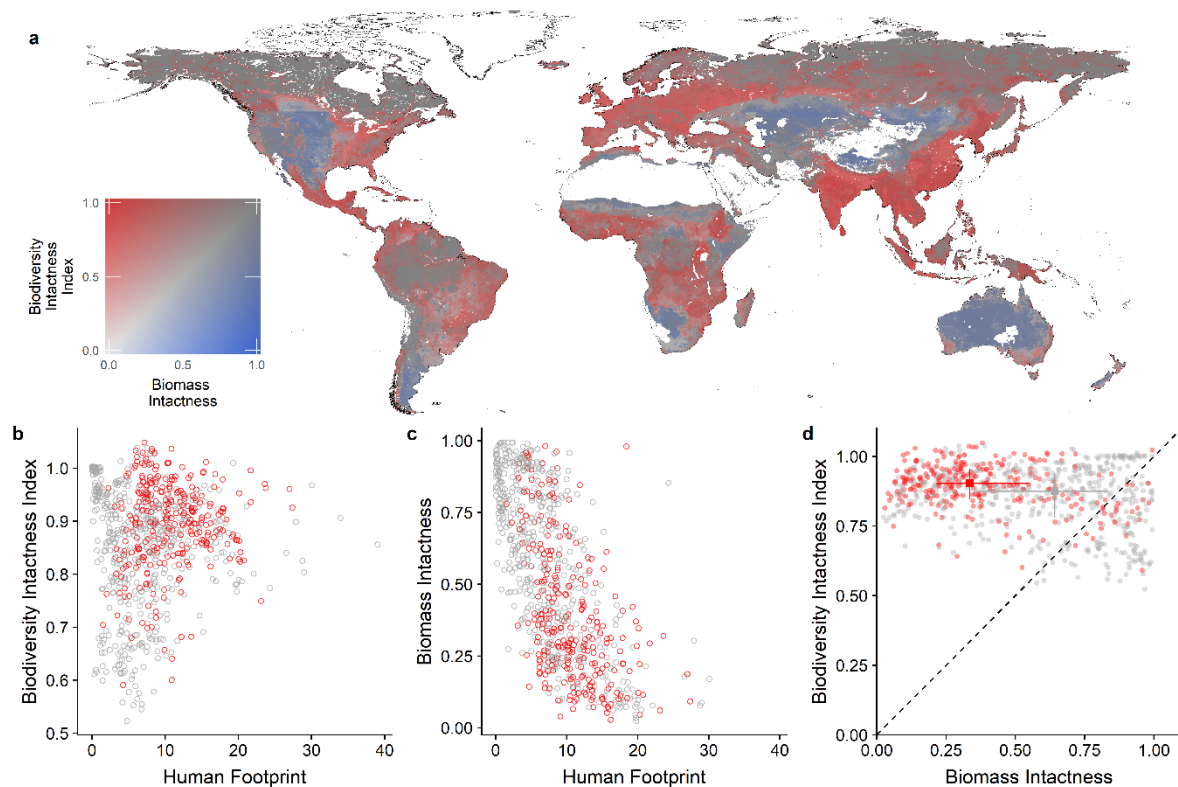 a
1.0
Biodiversity
Intactness
Index
0.5
0.0
0.0 0.5 1.0
Biomass
Intactness
b
Biodiversity Intactness Index
1.0
0.9
0.8
0.7
0.6
0.5
0 10 20 30 40
Human Footprint
c
Biomass Intactness
1.00
0.75
0.50
0.25
0.00
0 10 20 30 40
Human Footprint
d
Biodiversity Intactness Index
1.00
0.75
0.50
0.25
0.00
0.00 0.25 0.50 0.75 1.00
Biomass Intactness